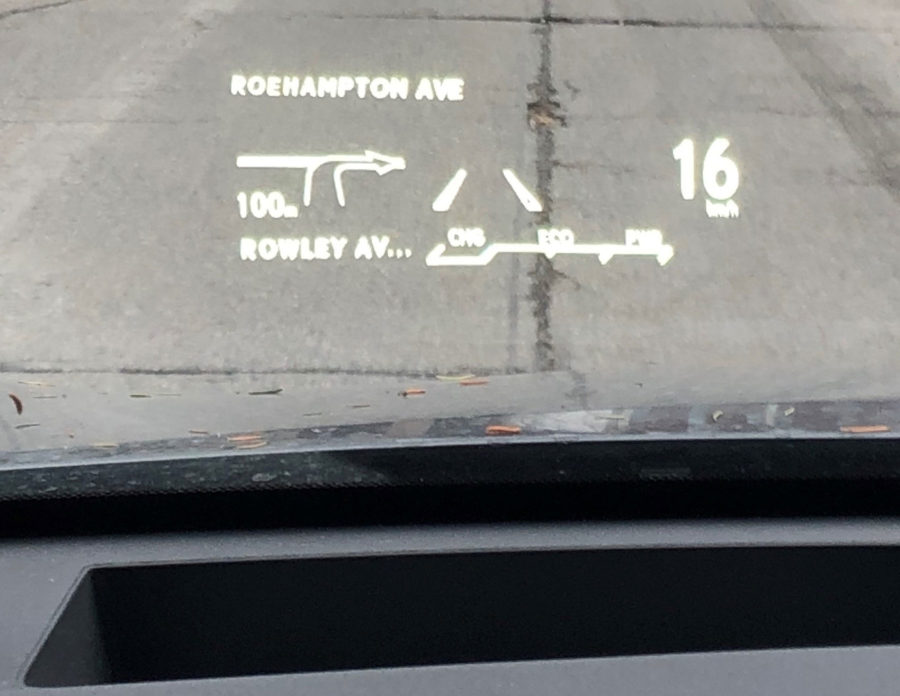 ROEHAMPTON AVE
16
100m
km/h
ROWLEY AV...
CHG ECO PWR